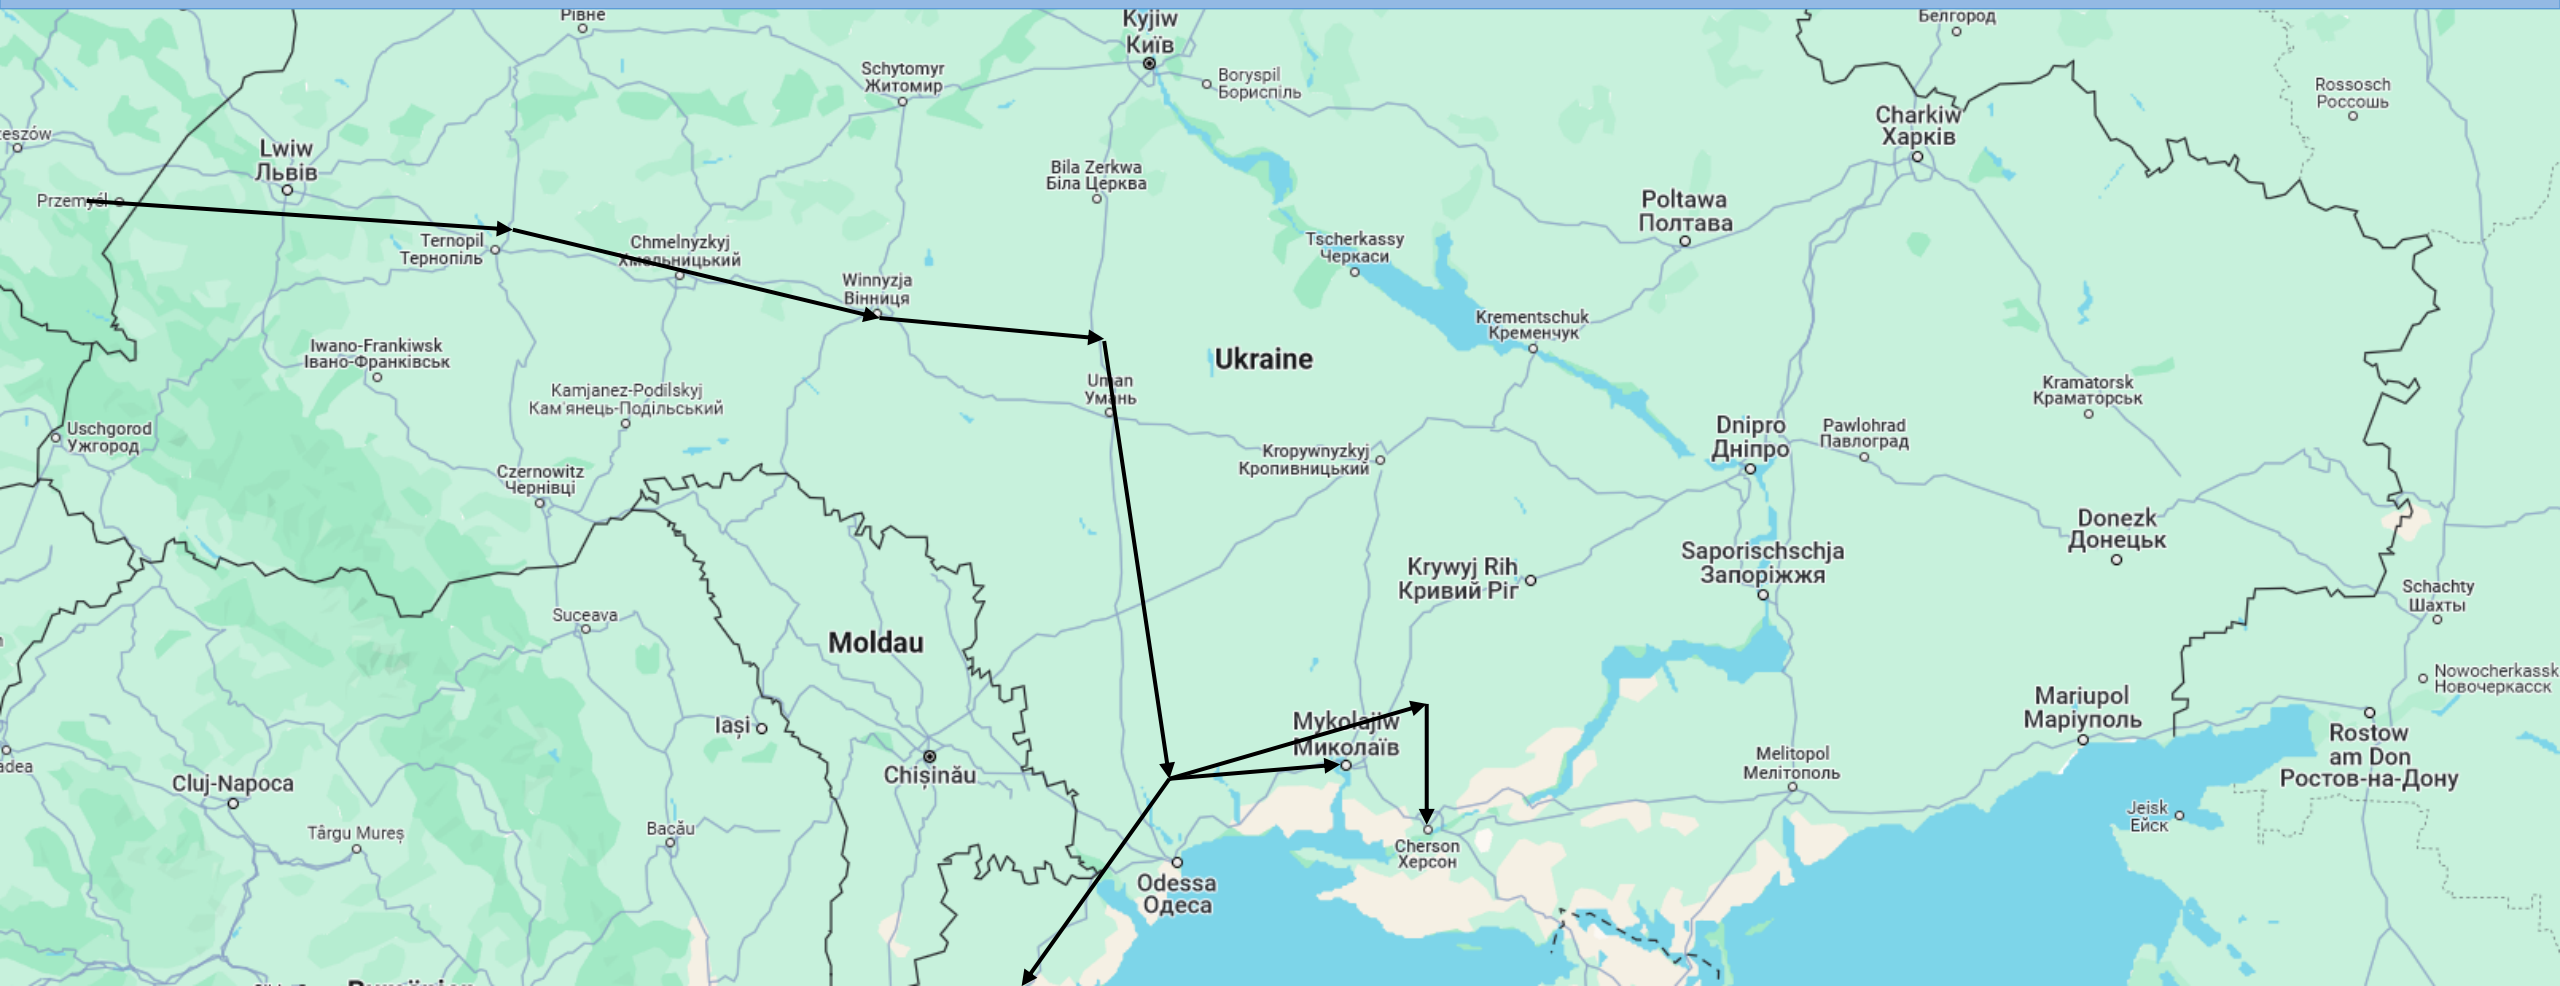 Рівне
Kyjiw
Київ
Белгород
Schytomyr
Житомир
Boryspil
Бориспіль
Rossosch
Россошь
Charkiw
Харків
eszów
Lwiw
Львів
Bila Zerkwa
Біла Церква
Przemyśl
Poltawa
Полтава
Ternopil
Тернопіль
Chmelnyzkyj
Хмельницький
Tscherkassy
Черкаси
Winnyzja
Вінниця
Krementschuk
Кременчук
Iwano-Frankiwsk
Івано-Франківськ
Ukraine
Uman
Умань
Kamjanez-Podilskyj
Кам'янець-Подільський
Kramatorsk
Краматорськ
Uschgorod
Ужгород
Dnipro
Дніпро
Pawlohrad
Павлоград
Kropywnyzkyj
Кропивницький
Czernowitz
Чернівці
Donezk
Донецьк
Saporischschja
Запоріжжя
Krywyj Rih
Кривий Ріг
Schachty
Шахты
Suceava
Moldau
Nowocherkassk
Новочеркасск
Mariupol
Маріуполь
Iași
Mykolajiw
Миколаїв
Rostow
am Don
Ростов-на-Дону
Melitopol
Мелітополь
adea
Cluj-Napoca
Chișinău
Jeisk
Ейск
Târgu Mureș
Bacău
Cherson
Херсон
Odessa
Одеса